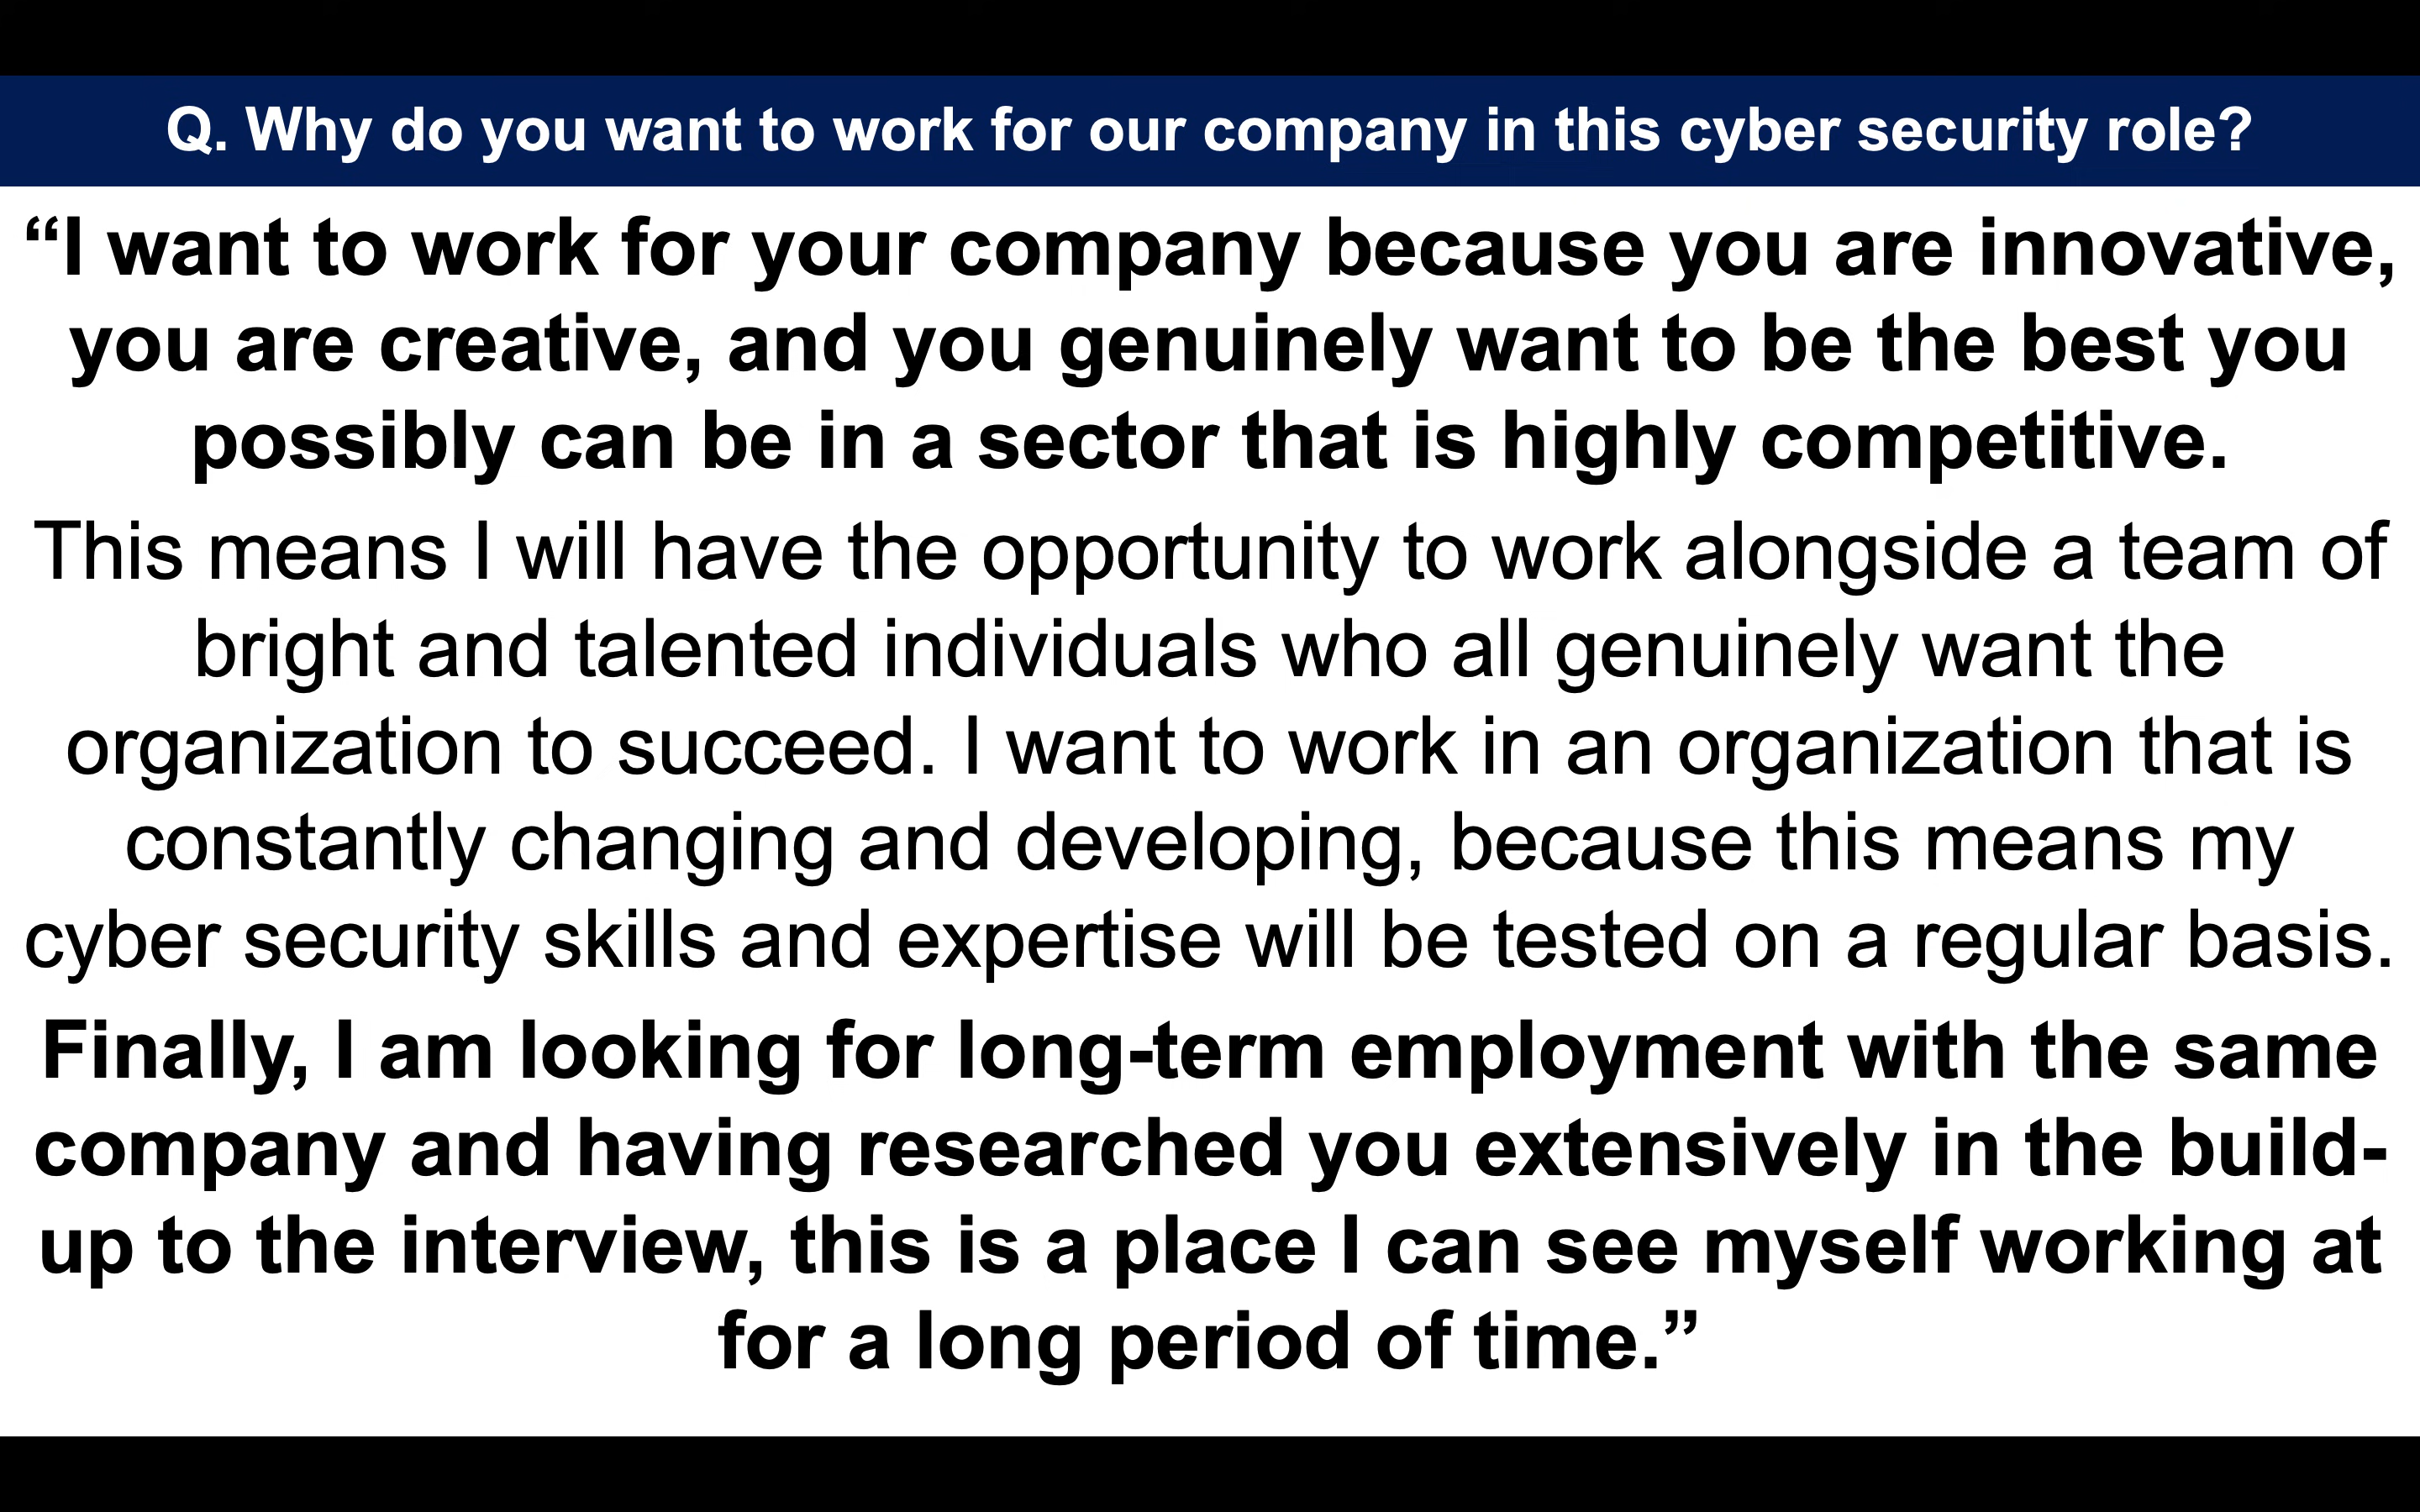 Q. Why do you want to work for our company in this cyber security role?
“I want to work for your company because you are innovative,
you are creative, and you genuinely want to be the best you
possibly can be in a sector that is highly competitive.
This means I will have the opportunity to work alongside a team of
bright and talented individuals who all genuinely want the
organization to succeed. I want to work in an organization that is
constantly changing and developing, because this means my
cyber security skills and expertise will be tested on a regular basis.
Finally, I am looking for long-term employment with the same
company and having researched you extensively in the build-
up to the interview, this is a place I can see myself working at
for a long period of time.”